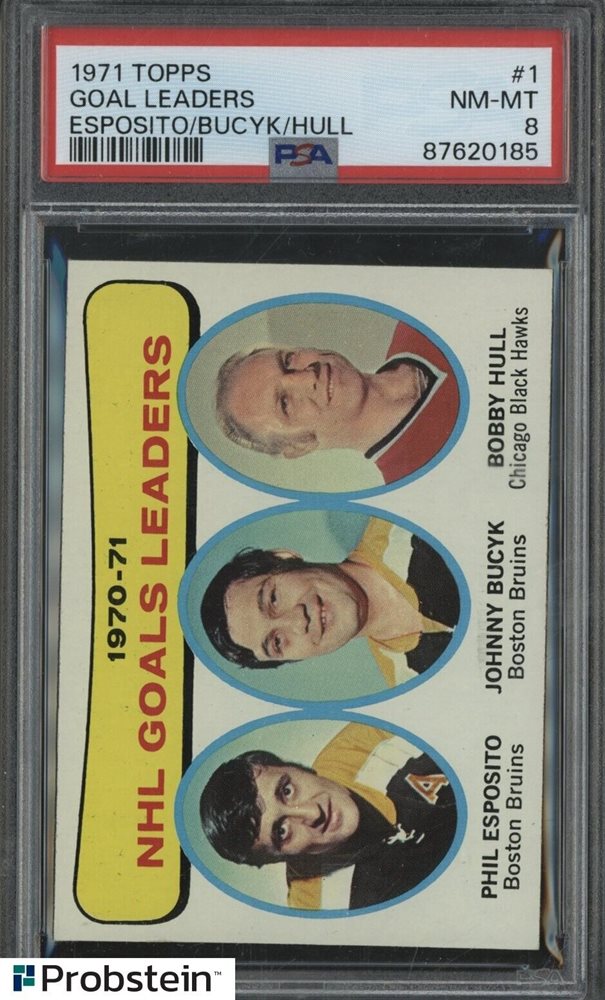 1971 TOPPS #1
GOAL LEADERS NM-MT
ESPOSITO/BUCYK/HULL 8
PSA 87620185
1970-71
NHL GOALS LEADERS
PHIL ESPOSITO
Boston Bruins
A
JOHNNY BUCYK
Boston Bruins
BOBBY HULL
Chicago Black Hawks
Probstein™